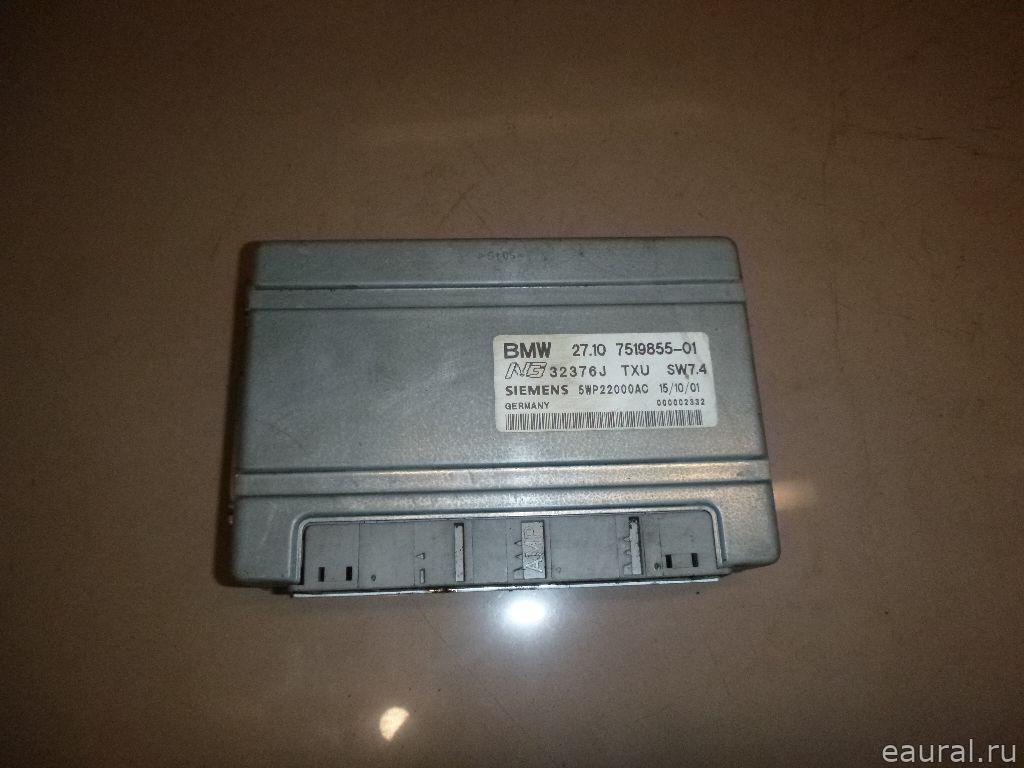 BMW 27.10 7519855-01
NG 32376J TXU SW7.4
SIEMENS 5WP22000AC 15/10/01
GERMANY 000002332
AMP
eaural.ru